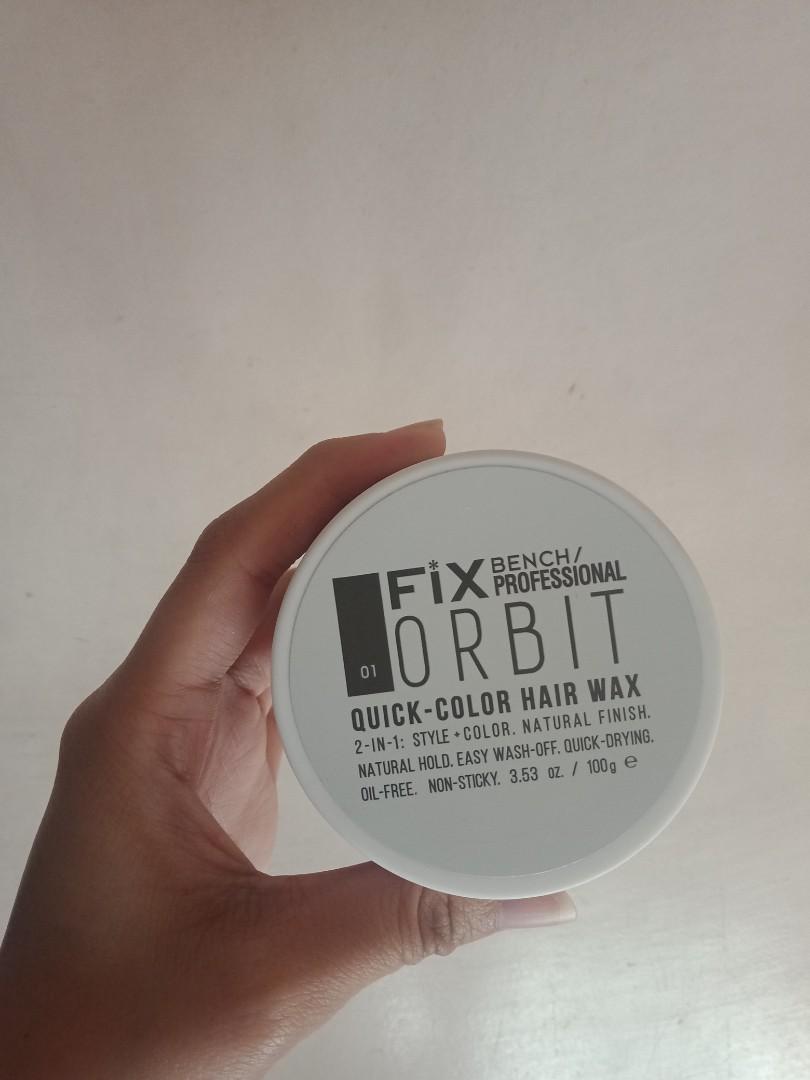 FiX BENCH/
PROFESSIONAL
01 ORBIT
QUICK-COLOR HAIR WAX
2-IN-1: STYLE + COLOR. NATURAL FINISH.
NATURAL HOLD. EASY WASH-OFF. QUICK-DRYING.
OIL-FREE. NON-STICKY. 3.53 oz. / 100g ℮